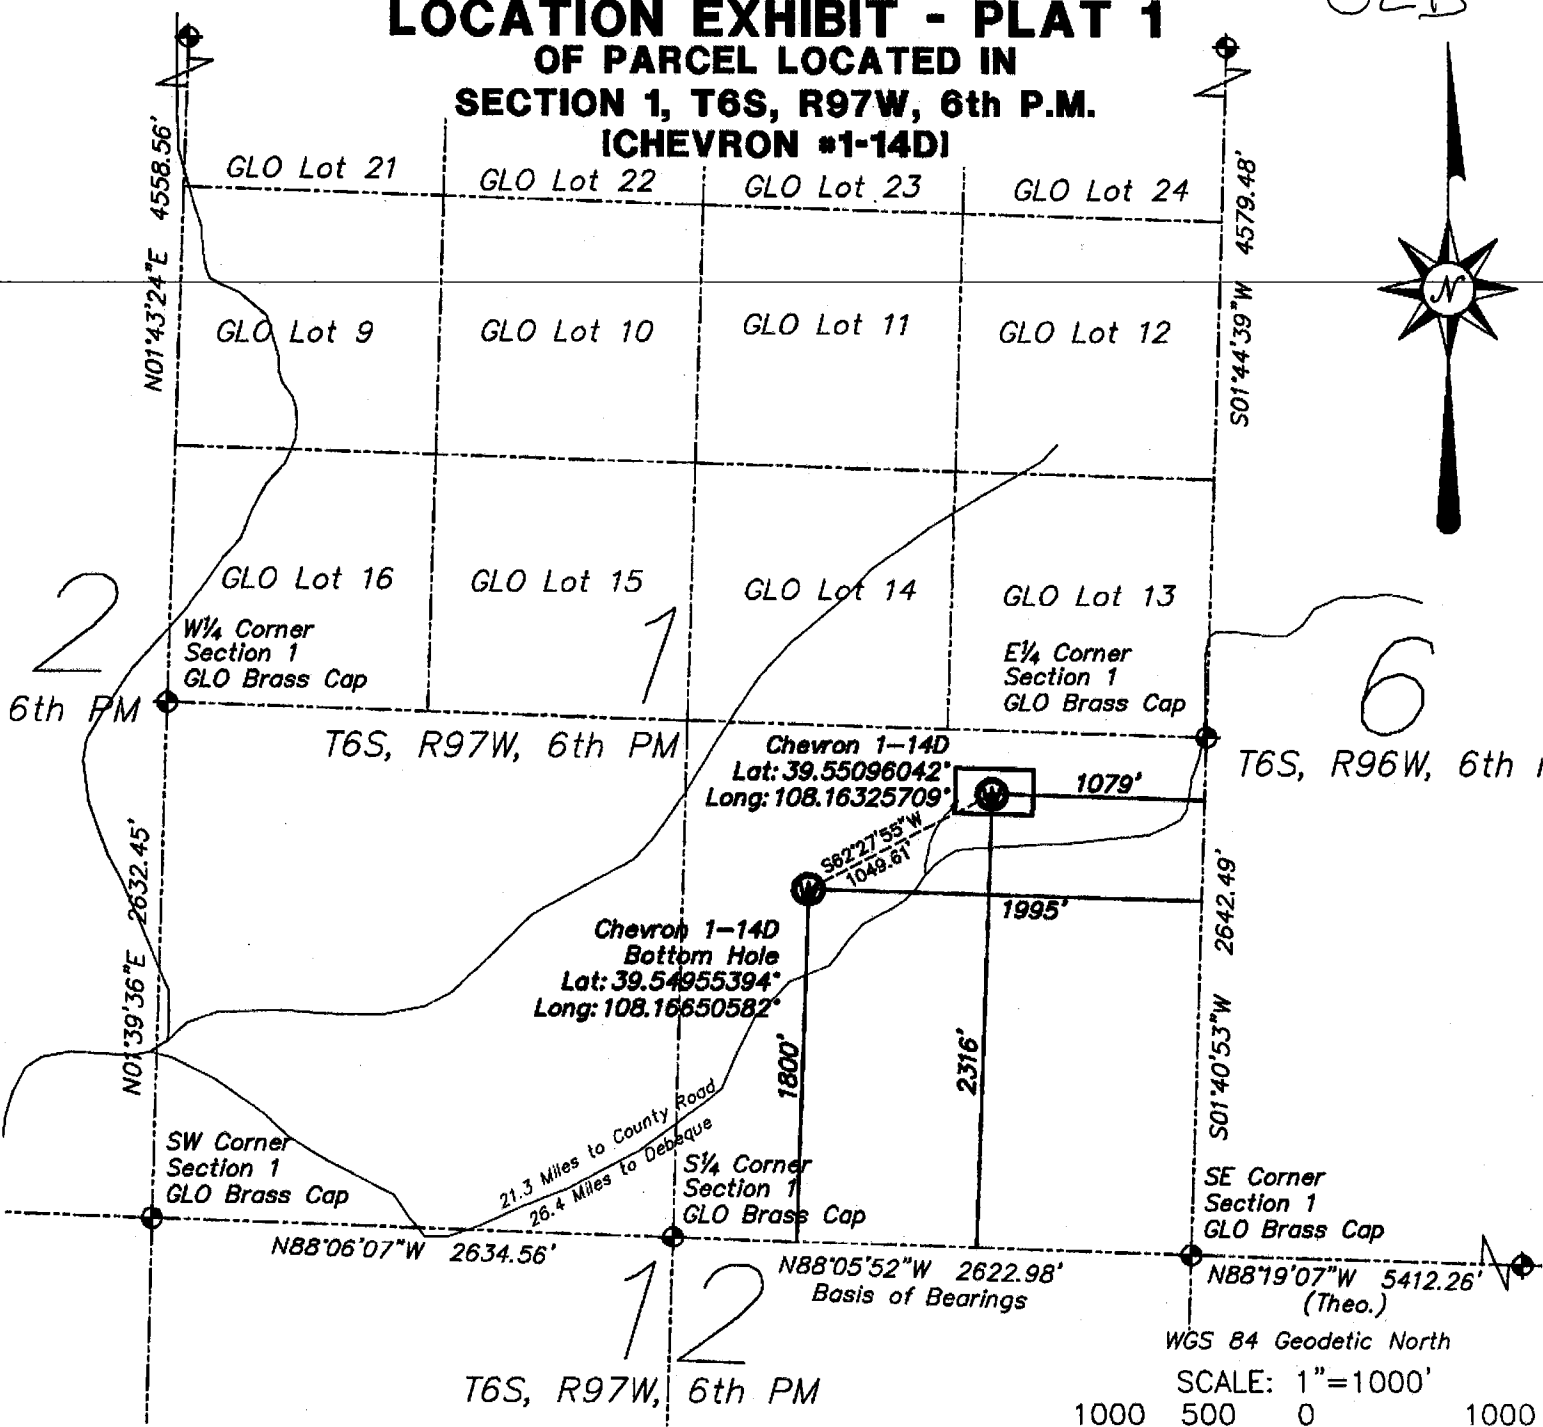 LOCATION EXHIBIT - PLAT 1
OF PARCEL LOCATED IN
SECTION 1, T6S, R97W, 6th P.M.
[CHEVRON #1-14D]
N01°43'24"E 4558.56'
S01°44'39"W 4579.48'
GLO Lot 21
GLO Lot 22
GLO Lot 23
GLO Lot 24
N
GLO Lot 9
GLO Lot 10
GLO Lot 11
GLO Lot 12
GLO Lot 16
GLO Lot 15
GLO Lot 14
GLO Lot 13
2
6th PM
W¼ Corner
Section 1
GLO Brass Cap
1
T6S, R97W, 6th PM
E¼ Corner
Section 1
GLO Brass Cap
6
T6S, R96W, 6th
Chevron 1-14D
Lat: 39.55096042°
Long: 108.16325709°
W
1079'
S62°27'55"W
1049.61'
W
1995'
Chevron 1-14D
Bottom Hole
Lat: 39.54955394°
Long: 108.16650582°
1800'
2316'
N01°39'36"E 2632.45'
S01°40'53"W 2642.49'
21.3 Miles to County Road
26.4 Miles to Debeque
SW Corner
Section 1
GLO Brass Cap
S¼ Corner
Section 1
GLO Brass Cap
SE Corner
Section 1
GLO Brass Cap
N88°06'07"W 2634.56'
N88°05'52"W 2622.98'
Basis of Bearings
N88°19'07"W 5412.26'
(Theo.)
12
T6S, R97W, 6th PM
WGS 84 Geodetic North
SCALE: 1"=1000'
1000 500 0 1000